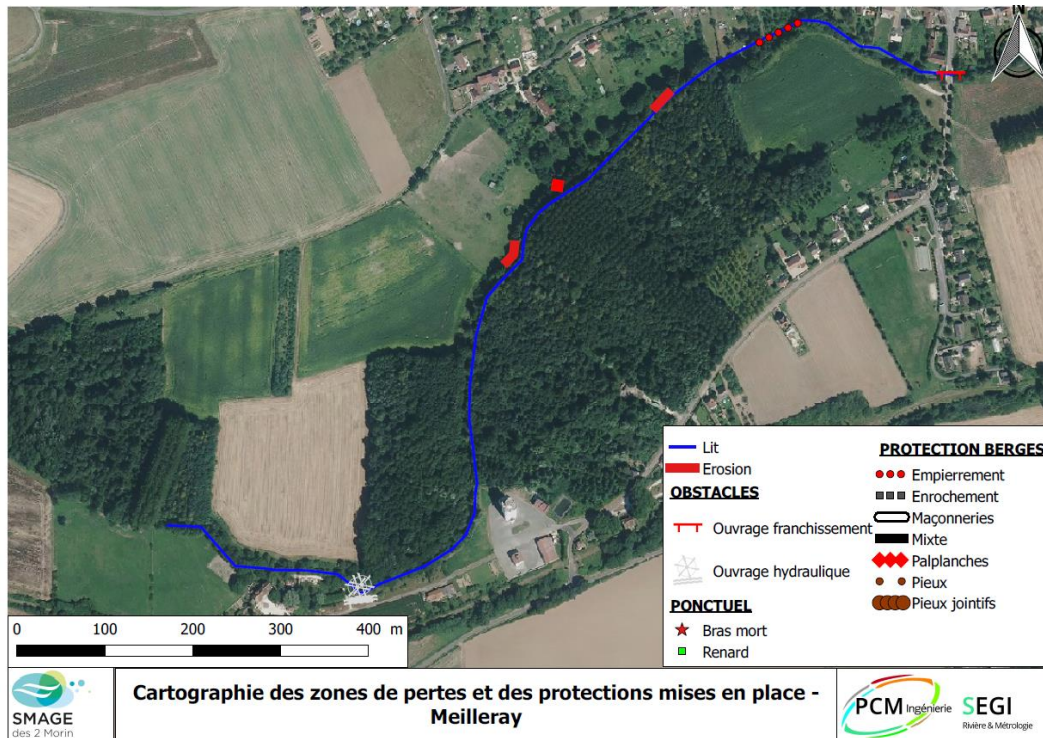 N
Lit
Erosion
OBSTACLES
Ouvrage franchissement
Ouvrage hydraulique
PONCTUEL
Bras mort
Renard
PROTECTION BERGES
Empierrement
Enrochement
Maçonneries
Mixte
Palplanches
Pieux
Pieux jointifs
0 100 200 300 400 m
SMAGE
des 2 Morin
Cartographie des zones de pertes et des protections mises en place -
Meilleray
PCM Ingénierie
SEGI
Rivière & Métrologie